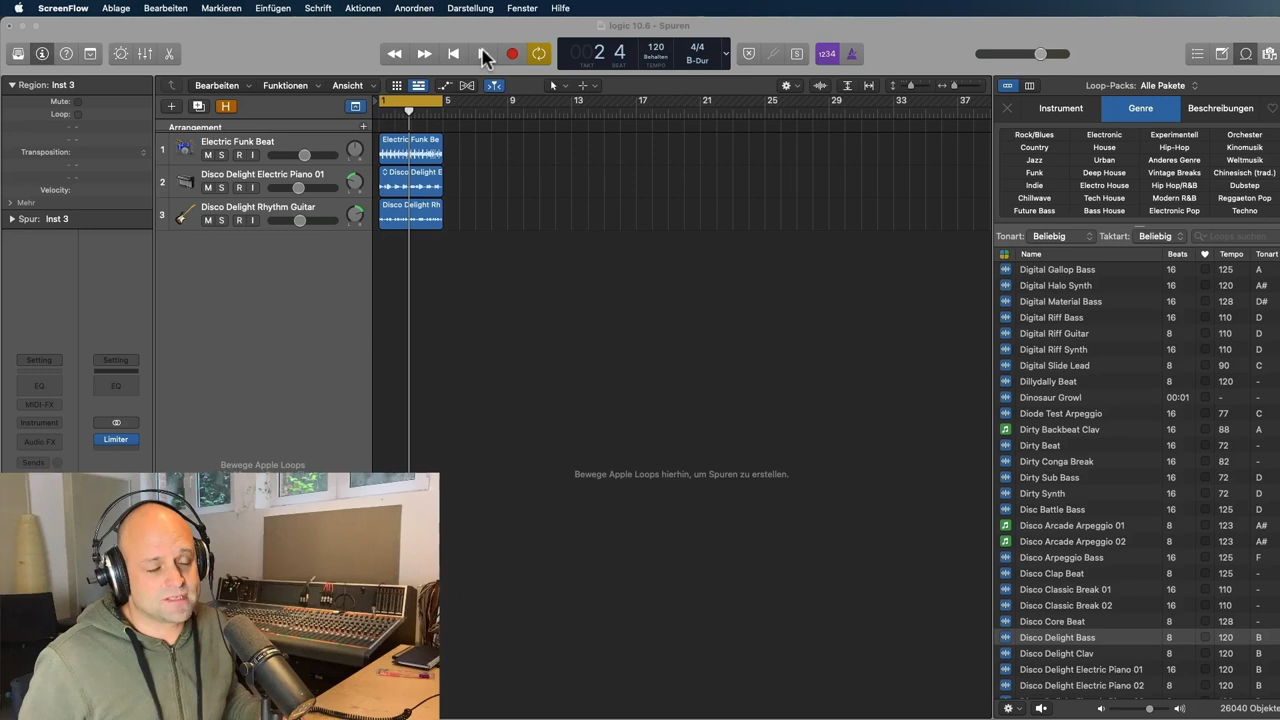 ScreenFlow Ablage Bearbeiten Markieren Einfügen Schrift Aktionen Anordnen Darstellung Fenster Hilfe
logic 10.6 - Spuren
002 4 120 4/4
Behalten B-Dur
TAKT BEAT TEMPO
1234
Region: Inst 3
Bearbeiten Funktionen Ansicht
Loop-Packs: Alle Pakete
Mute:
Loop:
Transposition:
Velocity:
Mehr
Spur: Inst 3
H
1 5 9 13 17 21 25 29 33 37
Arrangement
1 Electric Funk Beat
M S R I
2 Disco Delight Electric Piano 01
M S R I
3 Disco Delight Rhythm Guitar
M S R I
Electric Funk Be
Disco Delight E
Disco Delight Rh
Setting Setting
EQ EQ
MIDI-FX
Instrument
Audio FX Limiter
Sends
Bewege Apple Loops
Bewege Apple Loops hierhin, um Spuren zu erstellen.
Instrument Genre Beschreibungen
Rock/Blues Electronic Experimentell Orchester
Country House Hip-Hop Kinomusik
Jazz Urban Anderes Genre Weltmusik
Funk Deep House Vintage Breaks Chinesisch (trad.)
Indie Electro House Hip Hop/R&B Dubstep
Chillwave Tech House Modern R&B Reggaeton Pop
Future Bass Bass House Electronic Pop Techno
Tonart: Beliebig Taktart: Beliebig Loops suchen
Name Beats Tempo Tonart
Digital Gallop Bass 16 125 A
Digital Halo Synth 16 120 A#
Digital Material Bass 16 128 D#
Digital Riff Bass 16 110 D
Digital Riff Guitar 8 110 D
Digital Riff Synth 16 110 D
Digital Slide Lead 8 90 C
Dillydally Beat 8 120 -
Dinosaur Growl 00:01 - -
Diode Test Arpeggio 16 77 C
Dirty Backbeat Clav 16 88 A
Dirty Beat 16 72 -
Dirty Conga Break 16 82 -
Dirty Sub Bass 16 72 D
Dirty Synth 16 72 D
Disc Battle Bass 16 125 D
Disco Arcade Arpeggio 01 8 123 A#
Disco Arcade Arpeggio 02 8 123 A#
Disco Arpeggio Bass 16 125 F
Disco Clap Beat 8 123 -
Disco Classic Break 01 16 110 -
Disco Classic Break 02 16 110 -
Disco Core Beat 8 128 -
Disco Delight Bass 8 120 B
Disco Delight Clav 8 120 B
Disco Delight Electric Piano 01 16 120 B
Disco Delight Electric Piano 02 8 120 B
26040 Objekte